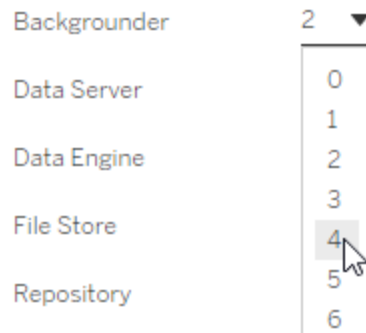 Backgrounder 2
0
Data Server
1
Data Engine 2
3
File Store
4
5
Repository
6